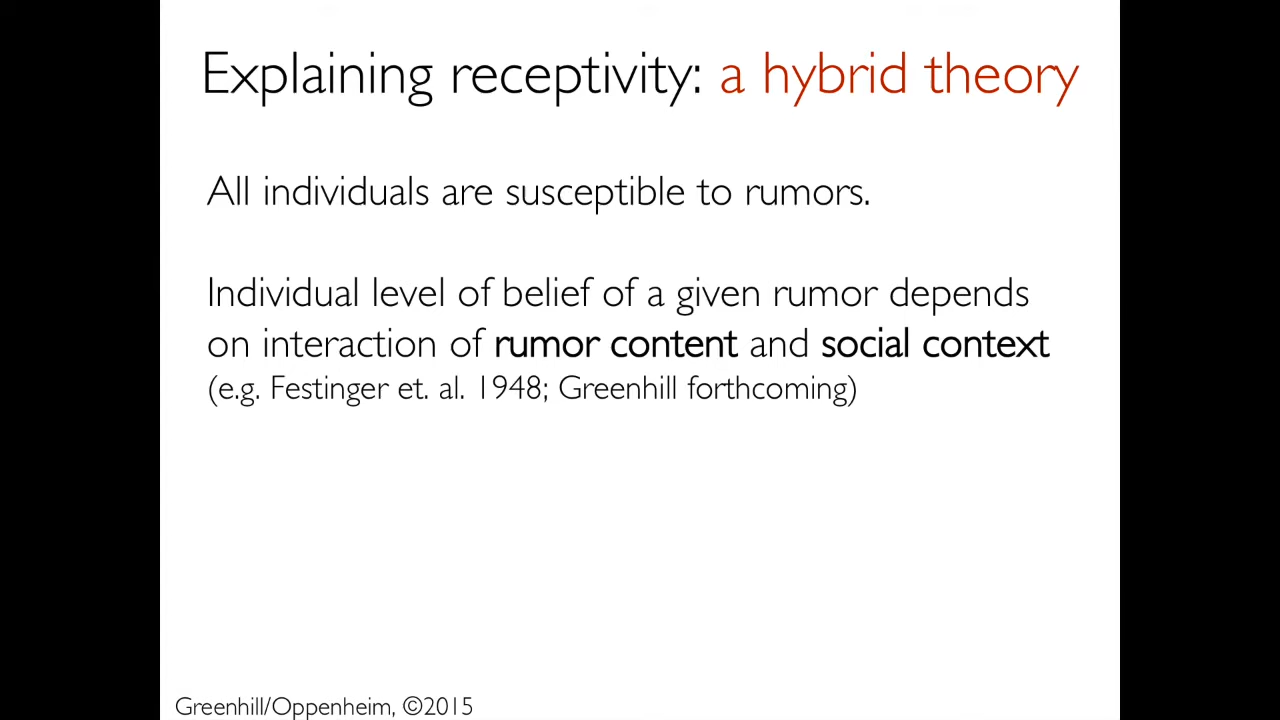 Explaining receptivity: a hybrid theory
All individuals are susceptible to rumors.
Individual level of belief of a given rumor depends
on interaction of rumor content and social context
(e.g. Festinger et. al. 1948; Greenhill forthcoming)
Greenhill/Oppenheim, ©2015